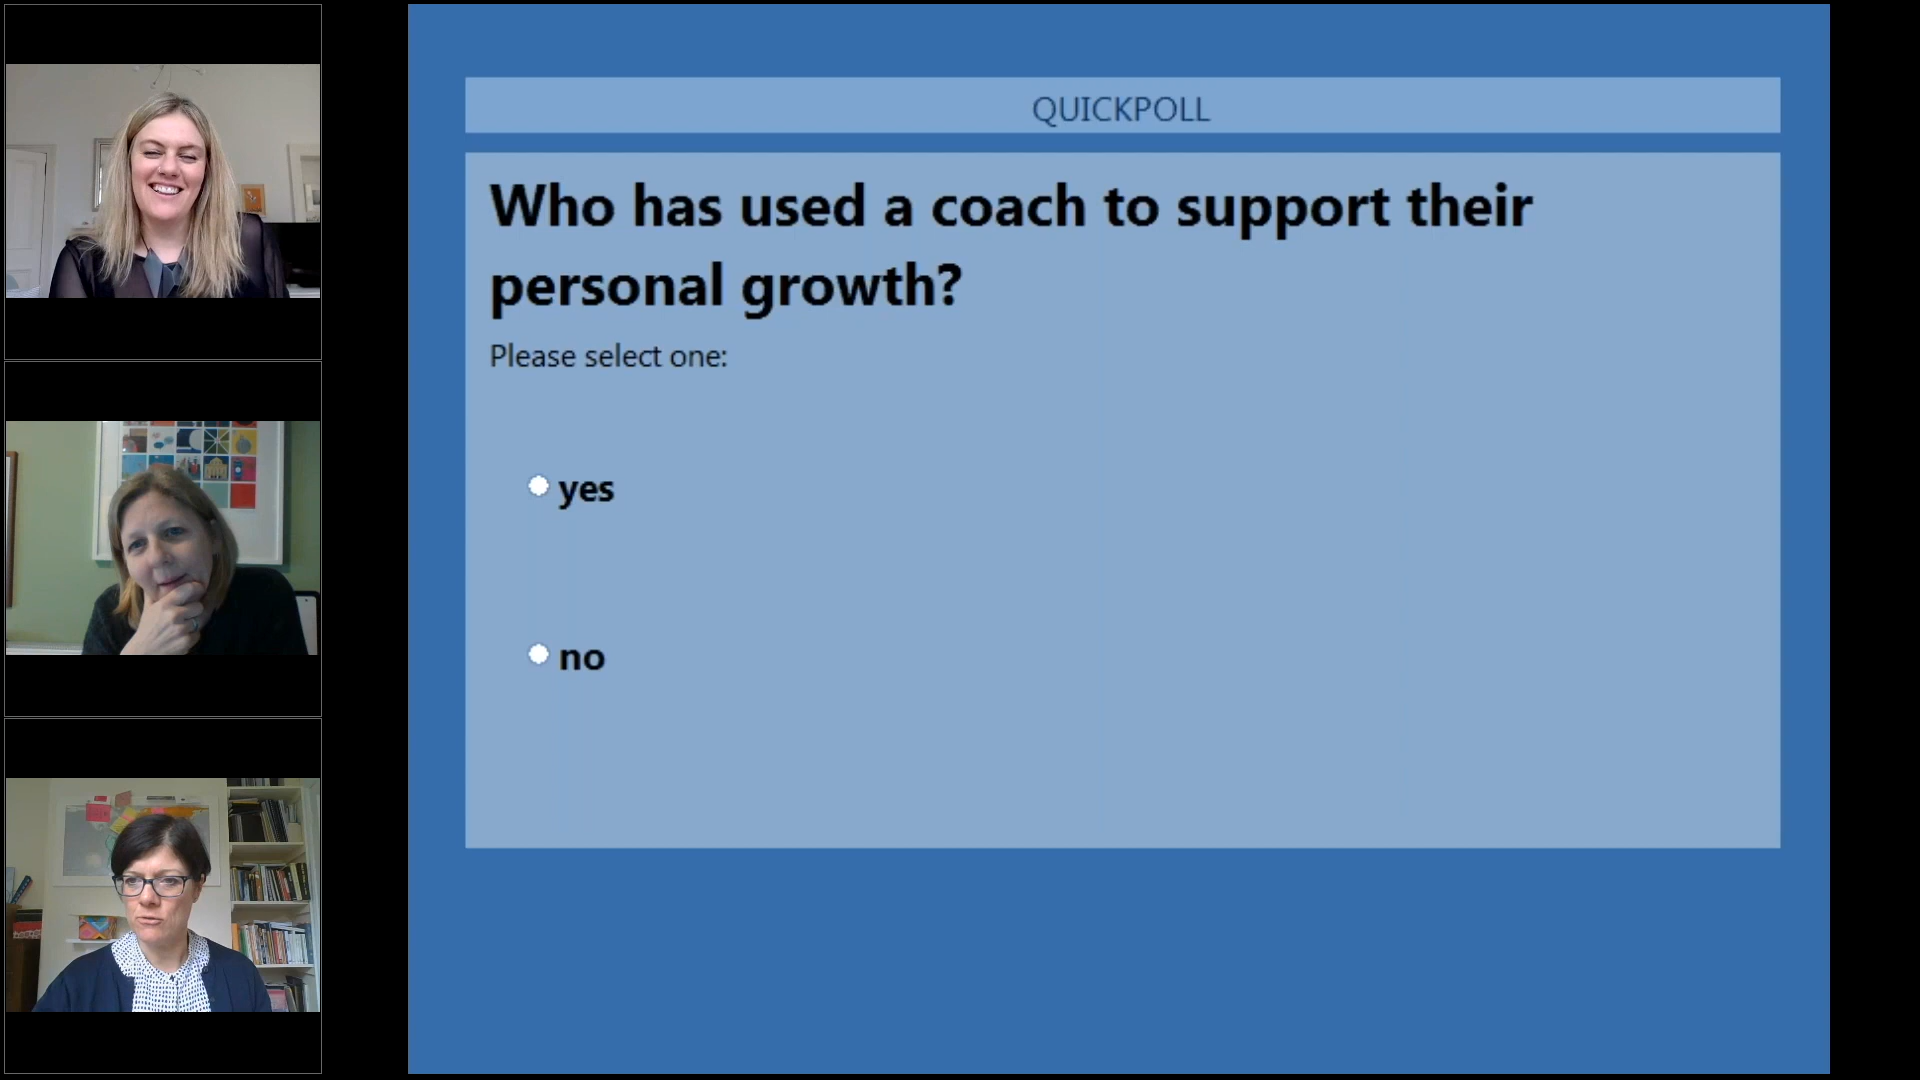 QUICKPOLL
Who has used a coach to support their
personal growth?
Please select one:
yes
no